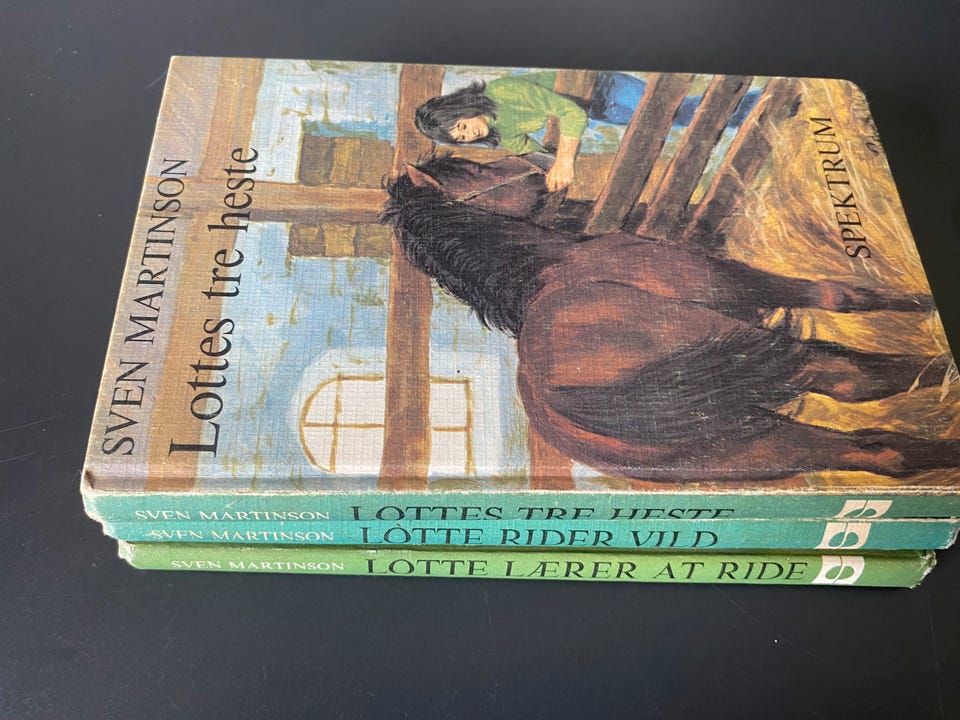 SVEN MARTINSON
Lottes tre heste
SPEKTRUM
SVEN MARTINSON LOTTES TRE HESTE
SVEN MARTINSON LOTTE RIDER VILD
SVEN MARTINSON LOTTE LÆRER AT RIDE